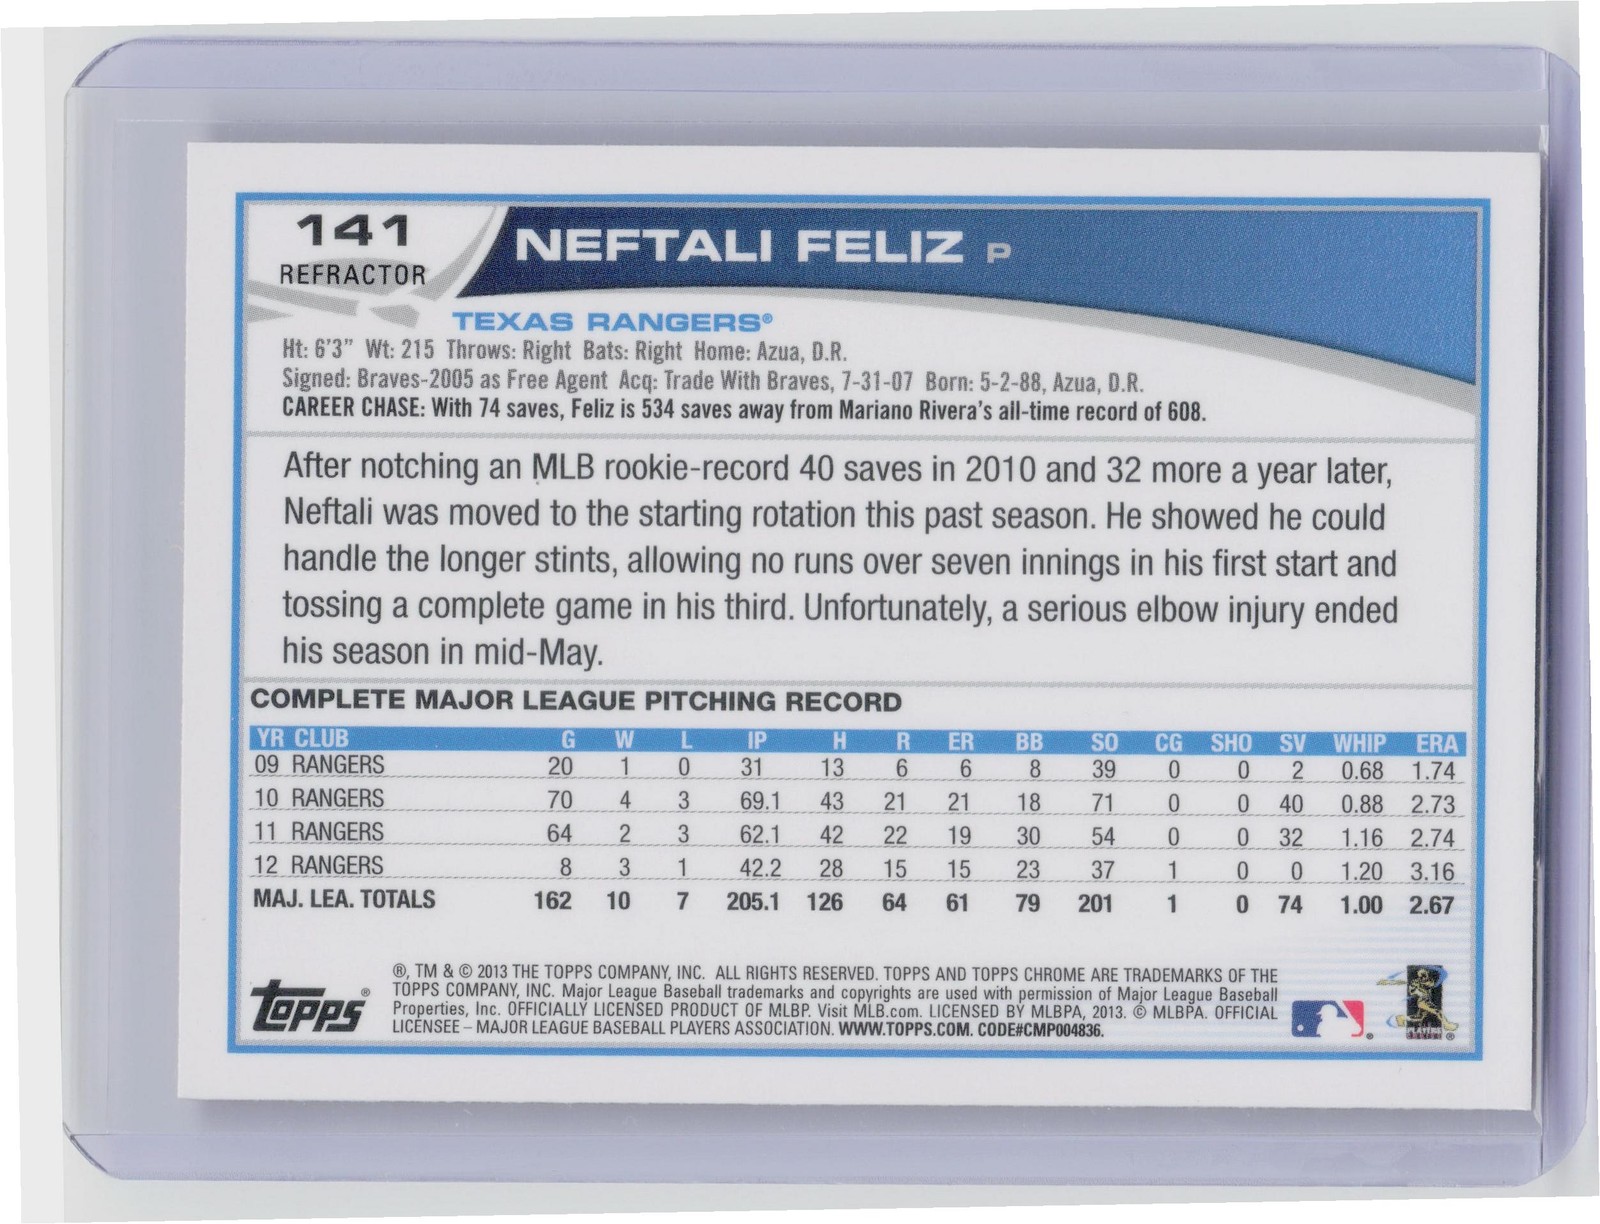 141
REFRACTOR
NEFTALI FELIZ P
TEXAS RANGERS®
Ht: 6'3" Wt: 215 Throws: Right Bats: Right Home: Azua, D.R.
Signed: Braves-2005 as Free Agent Acq: Trade With Braves, 7-31-07 Born: 5-2-88, Azua, D.R.
CAREER CHASE: With 74 saves, Feliz is 534 saves away from Mariano Rivera's all-time record of 608.
After notching an MLB rookie-record 40 saves in 2010 and 32 more a year later,
Neftali was moved to the starting rotation this past season. He showed he could
handle the longer stints, allowing no runs over seven innings in his first start and
tossing a complete game in his third. Unfortunately, a serious elbow injury ended
his season in mid-May.
COMPLETE MAJOR LEAGUE PITCHING RECORD
YR CLUB G W L IP H R ER BB SO CG SHO SV WHIP ERA
09 RANGERS 20 1 0 31 13 6 6 8 39 0 0 2 0.68 1.74
10 RANGERS 70 4 3 69.1 43 21 21 18 71 0 0 40 0.88 2.73
11 RANGERS 64 2 3 62.1 42 22 19 30 54 0 0 32 1.16 2.74
12 RANGERS 8 3 1 42.2 28 15 15 23 37 1 0 0 1.20 3.16
MAJ. LEA. TOTALS 162 10 7 205.1 126 64 61 79 201 1 0 74 1.00 2.67
Topps®
®, TM & © 2013 THE TOPPS COMPANY, INC. ALL RIGHTS RESERVED. TOPPS AND TOPPS CHROME ARE TRADEMARKS OF THE
TOPPS COMPANY, INC. Major League Baseball trademarks and copyrights are used with permission of Major League Baseball
Properties, Inc. OFFICIALLY LICENSED PRODUCT OF MLBP. Visit MLB.com. LICENSED BY MLBPA, 2013. © MLBPA. OFFICIAL
LICENSEE – MAJOR LEAGUE BASEBALL PLAYERS ASSOCIATION. WWW.TOPPS.COM. CODE#CMP004836.